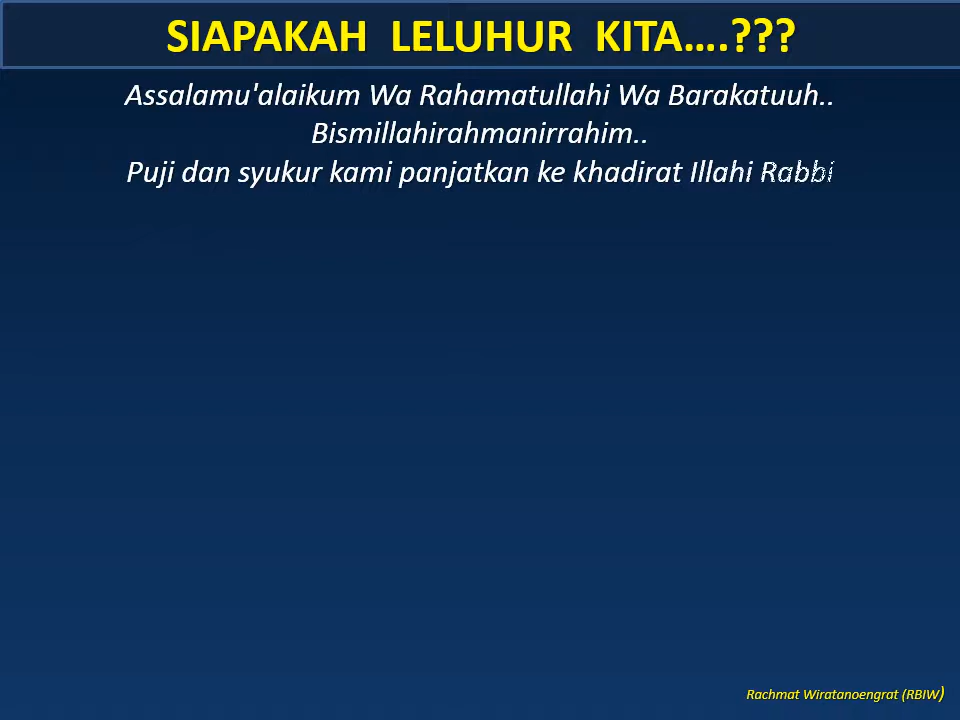 SIAPAKAH LELUHUR KITA....???
Assalamu'alaikum Wa Rahamatullahi Wa Barakatuuh..
Bismillahirahmanirrahim..
Puji dan syukur kami panjatkan ke khadirat Illahi Rabbi
Rachmat Wiratanoengrat (RBIW)